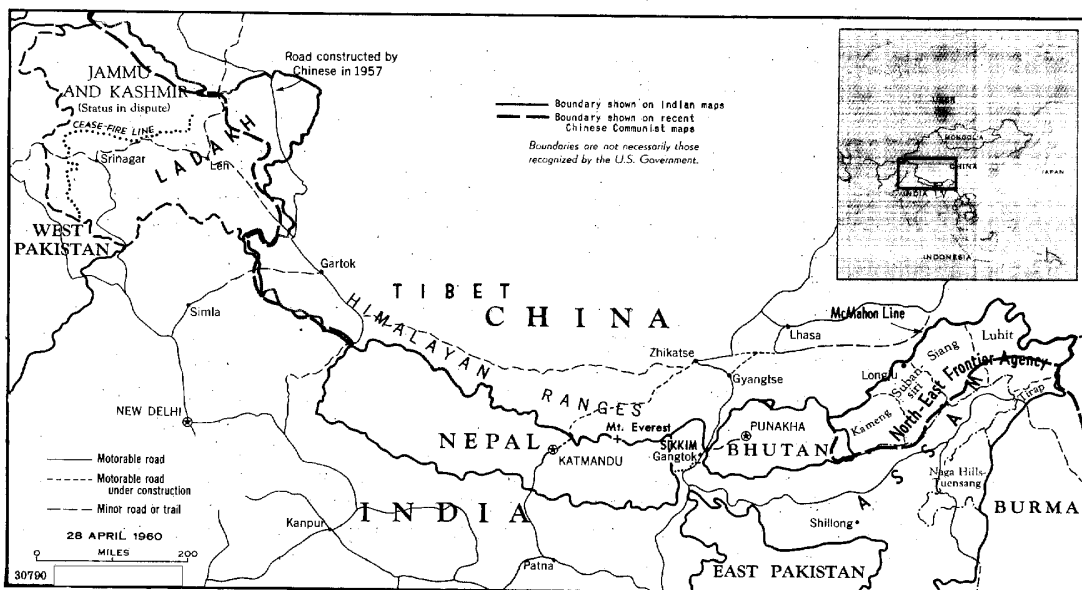 Road constructed by
Chinese in 1957
JAMMU
AND KASHMIR
(Status in dispute)
CEASE-FIRE LINE
Srinagar
LADAKH
Leh
WEST
PAKISTAN
Boundary shown on Indian maps
Boundary shown on recent
Chinese Communist maps
Boundaries are not necessarily those
recognized by the U.S. Government.
USSR
MONGOLIA
CHINA
JAPAN
INDIA
INDONESIA
Gartok
Simla
TIBET
CHINA
HIMALAYAN
RANGES
McMahon Line
Lhasa
Zhikatse
Gyangtse
Longju
Siang
Luhit
Suban-
siri
Kameng
North-East Frontier Agency
Tirap
NEW DELHI
NEPAL
Mt. Everest
KATMANDU
SIKKIM
Gangtok
PUNAKHA
BHUTAN
ASSAM
Naga Hills-
Tuensang
BURMA
Motorable road
Motorable road
under construction
Minor road or trail
INDIA
Kanpur
Shillong
28 APRIL 1960
MILES
0 200
Patna
EAST PAKISTAN
30790